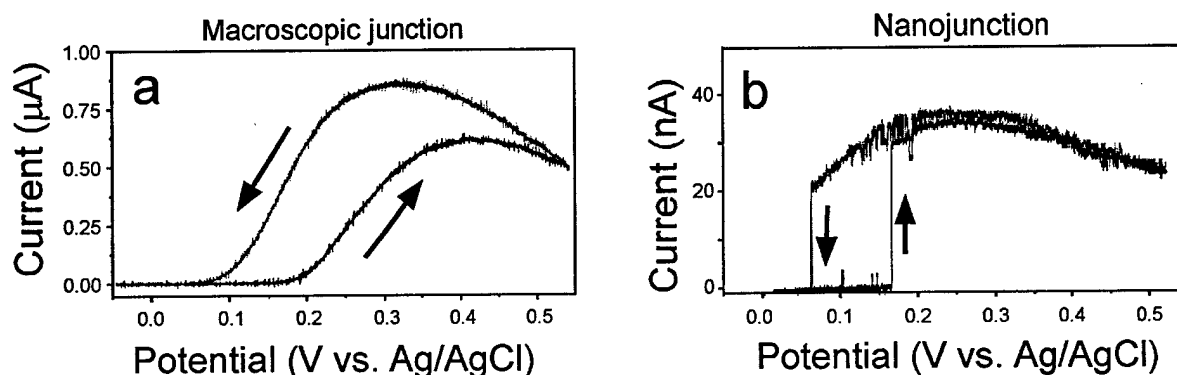 Macroscopic junction
a
Current (μA)
1.00
0.75
0.50
0.25
0.00
0.0 0.1 0.2 0.3 0.4 0.5
Potential (V vs. Ag/AgCl)
Nanojunction
b
Current (nA)
40
20
0
0.0 0.1 0.2 0.3 0.4 0.5
Potential (V vs. Ag/AgCl)